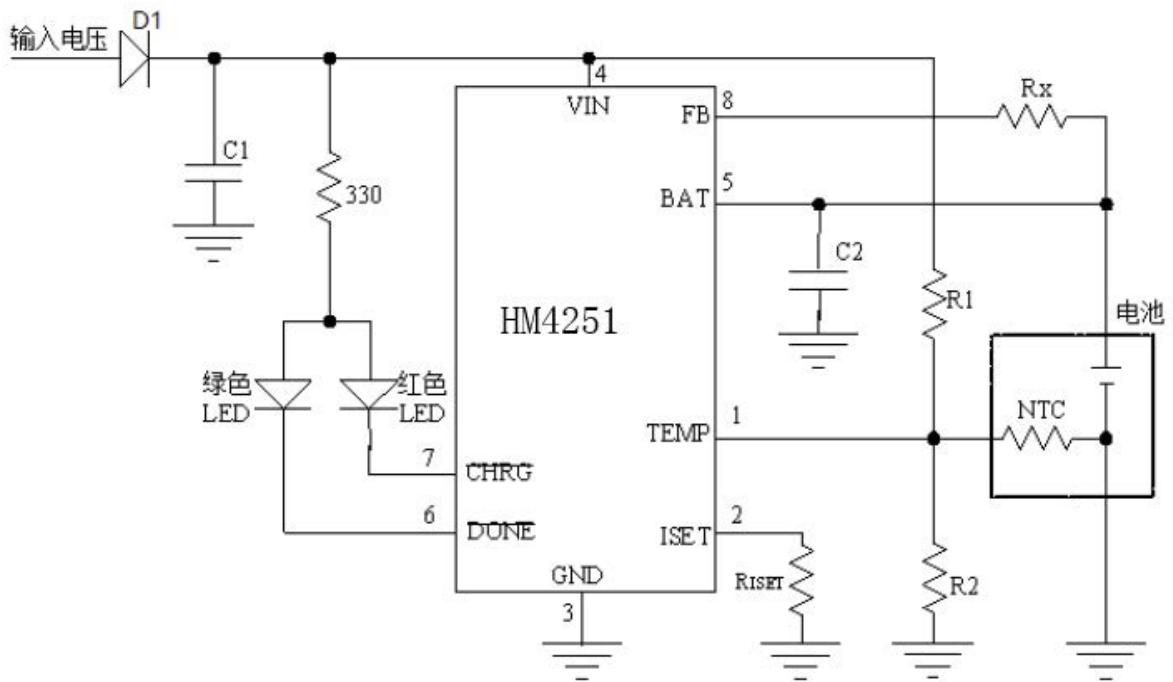 D1
输入电压
4
VIN
8
FB
Rx
C1
330
5
BAT
C2
HM4251
R1
电池
绿色
LED
红色
LED
NTC
TEMP
1
7
CHRG
6
DONE
2
ISET
GND
3
RISET
R2